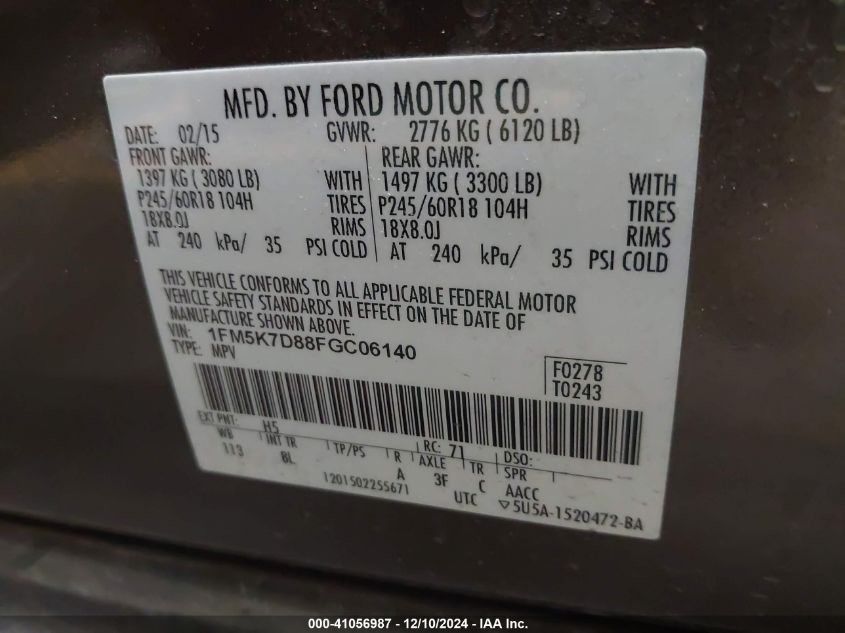 MFD. BY FORD MOTOR CO.
DATE: 02/15 GVWR: 2776 KG ( 6120 LB)
FRONT GAWR: REAR GAWR:
1397 KG ( 3080 LB) WITH 1497 KG ( 3300 LB) WITH
P245/60R18 104H TIRES P245/60R18 104H TIRES
18X8.0J RIMS 18X8.0J RIMS
AT 240 kPa/ 35 PSI COLD AT 240 kPa/ 35 PSI COLD
THIS VEHICLE CONFORMS TO ALL APPLICABLE FEDERAL MOTOR
VEHICLE SAFETY STANDARDS IN EFFECT ON THE DATE OF
MANUFACTURE SHOWN ABOVE.
VIN: 1FM5K7D88FGC06140
TYPE: MPV
F0278
T0243
EXT PNT: H5 RC: 71 DSO:
WB INT TR TP/PS R AXLE TR SPR
113 8L A 3F C AACC
1201502255671 UTC ▽5U5A-1520472-BA
000-41056987 - 12/10/2024 - IAA Inc.